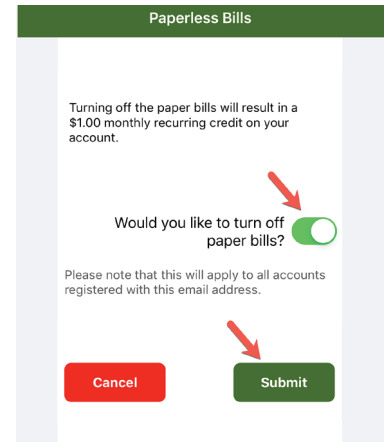 Paperless Bills
Turning off the paper bills will result in a
$1.00 monthly recurring credit on your
account.
Would you like to turn off
paper bills?
Please note that this will apply to all accounts
registered with this email address.
Cancel
Submit